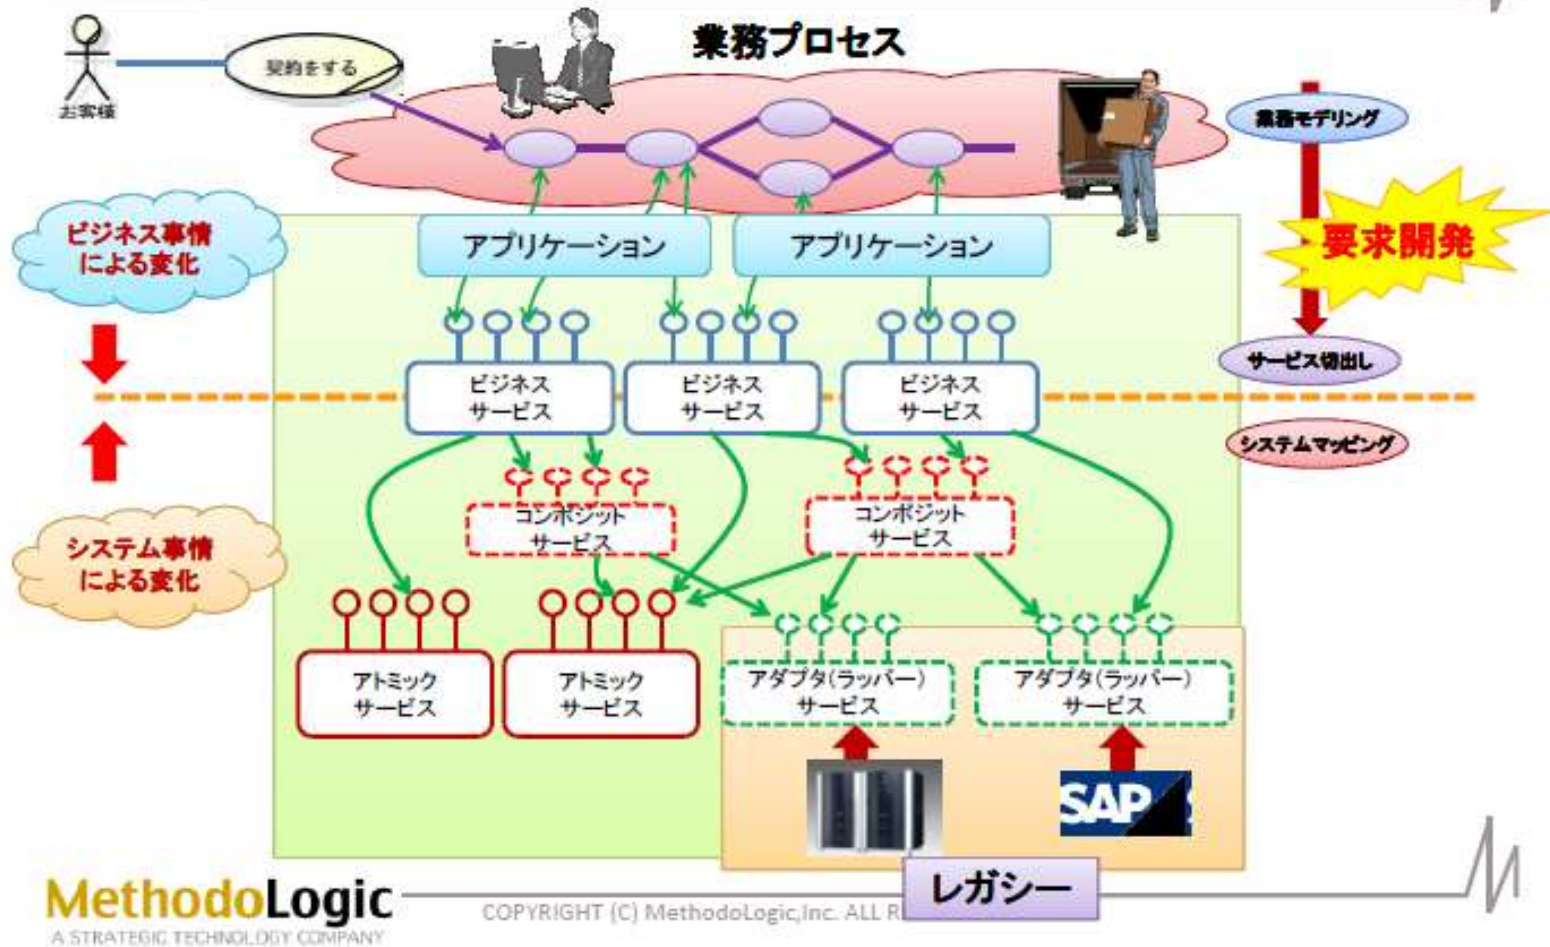 業務プロセス
お客様
契約をする
業務モデリング
ビジネス事情
による変化
アプリケーション
アプリケーション
要求開発
サービス切出し
ビジネス
サービス
ビジネス
サービス
ビジネス
サービス
システムマッピング
コンポジット
サービス
コンポジット
サービス
システム事情
による変化
アトミック
サービス
アトミック
サービス
アダプタ(ラッパー)
サービス
アダプタ(ラッパー)
サービス
SAP
レガシー
MethodoLogic
A STRATEGIC TECHNOLOGY COMPANY
COPYRIGHT (C) MethodoLogic,Inc. ALL R